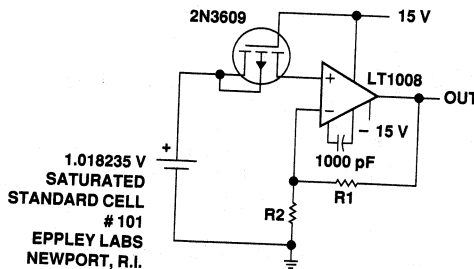 2N3609
15 V
LT1008
+
−
OUT
− 15 V
1000 pF
+
1.018235 V
SATURATED
STANDARD CELL
# 101
EPPLEY LABS
NEWPORT, R.I.
R1
R2